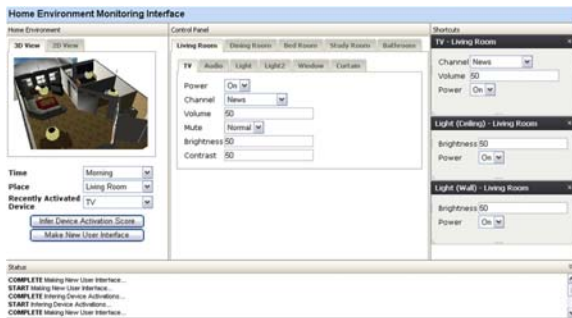 Home Environment Monitoring Interface
Home Environment
3D View 2D View
Time Morning
Place Living Room
Recently Activated Device TV
Infer Device Activation Score
Make New User Interface
Control Panel
Living Room Dining Room Bed Room Study Room Bathroom
TV Audio Light Light2 Window Curtain
Power On
Channel News
Volume 50
Mute Normal
Brightness 50
Contrast 50
Shortcuts
TV - Living Room
Channel News
Volume 50
Power On
Light (Ceiling) - Living Room
Brightness 50
Power On
Light (Wall) - Living Room
Brightness 50
Power On
Status
COMPLETE Making New User Interface...
START Making New User Interface...
COMPLETE Infering Device Activations...
START Infering Device Activations...
COMPLETE Making New User Interface...